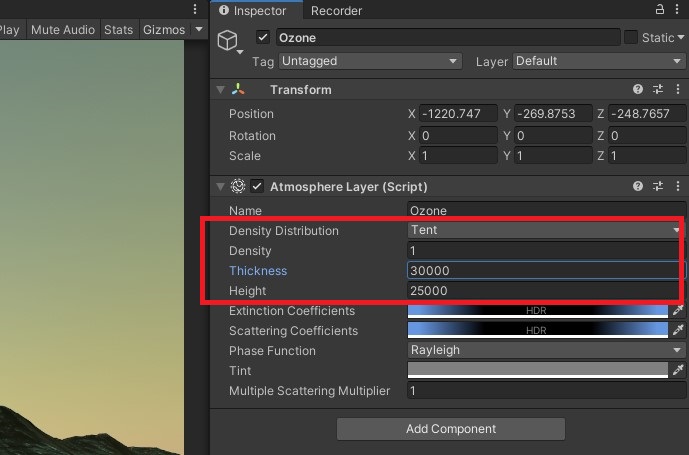 Inspector Recorder
Play Mute Audio Stats Gizmos
Ozone Static
Tag Untagged Layer Default
Transform
Position X -1220.747 Y -269.8753 Z -248.7657
Rotation X 0 Y 0 Z 0
Scale X 1 Y 1 Z 1
Atmosphere Layer (Script)
Name Ozone
Density Distribution Tent
Density 1
Thickness 30000
Height 25000
Extinction Coefficients HDR
Scattering Coefficients HDR
Phase Function Rayleigh
Tint
Multiple Scattering Multiplier 1
Add Component